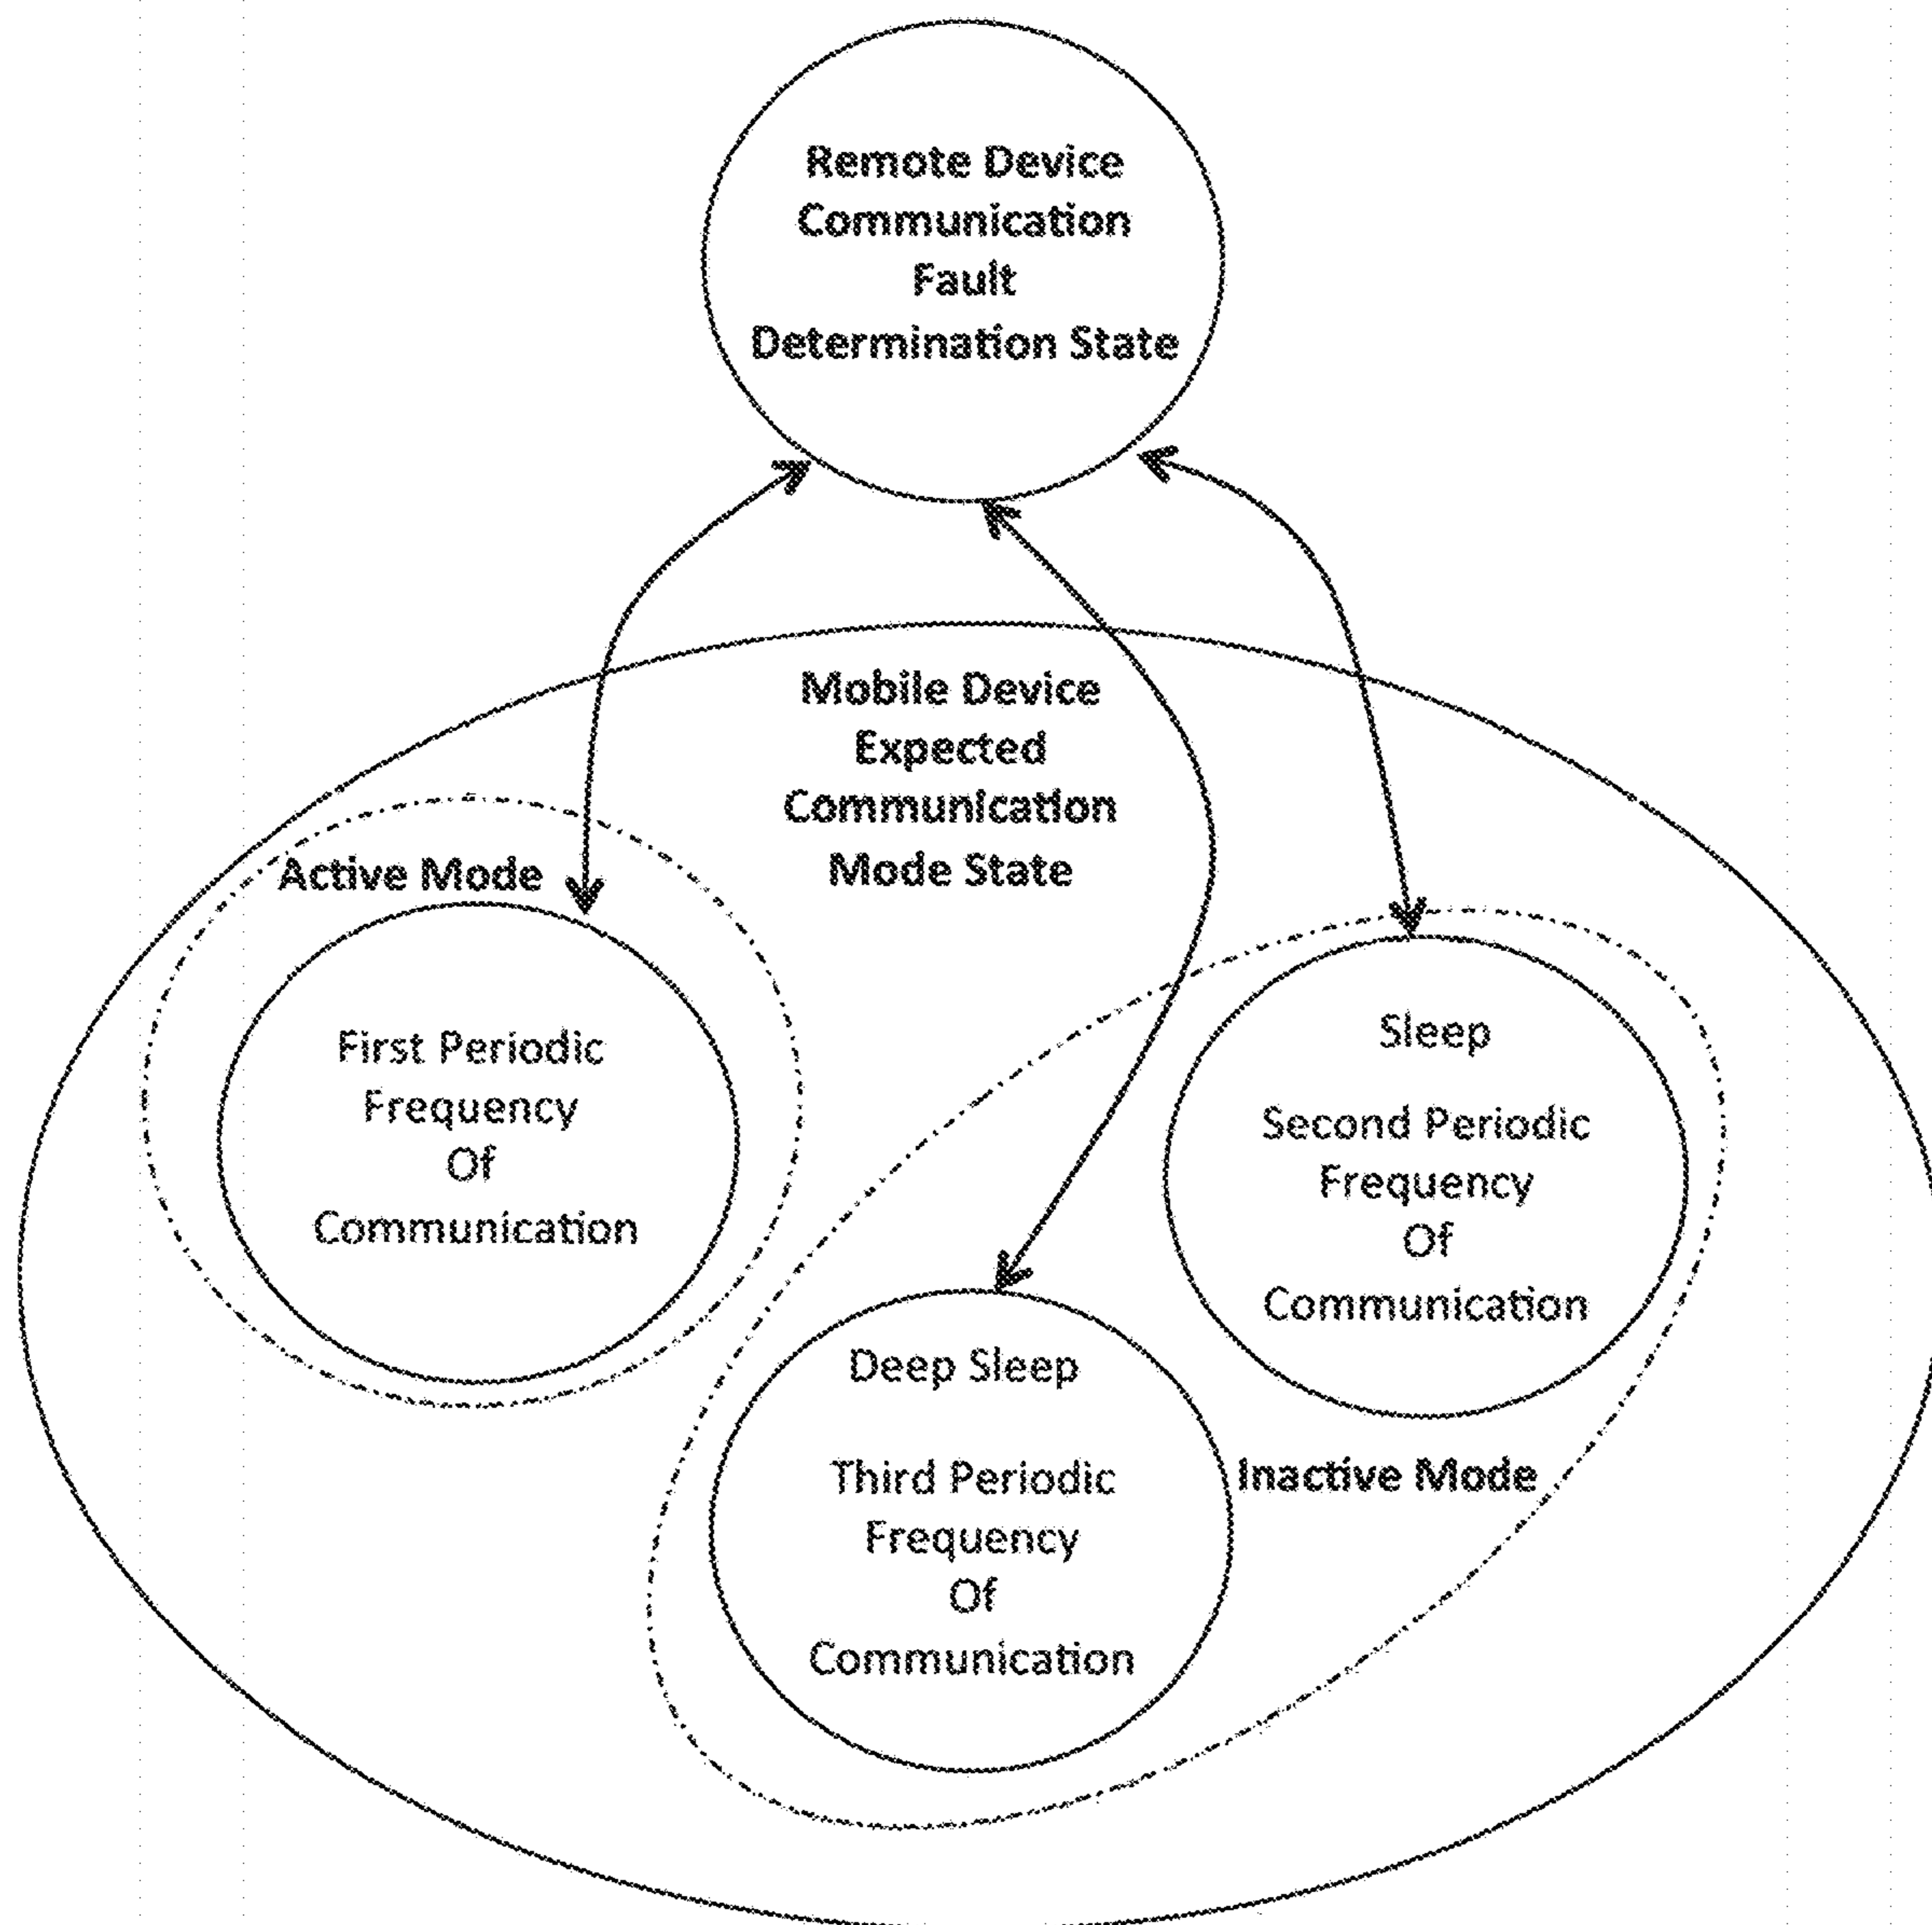 Remote Device
Communication
Fault
Determination State
Mobile Device
Expected
Communication
Mode State
Active Mode
First Periodic
Frequency
Of
Communication
Sleep
Second Periodic
Frequency
Of
Communication
Deep Sleep
Third Periodic
Frequency
Of
Communication
Inactive Mode